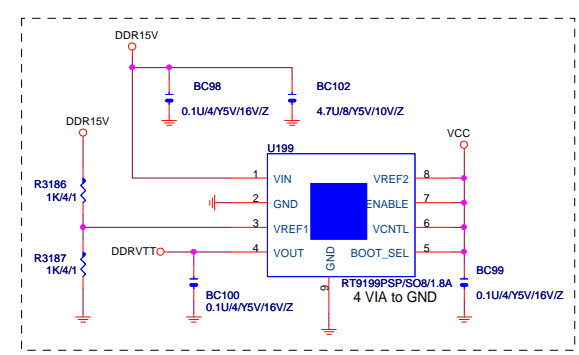 DDR15V
BC98
BC102
0.1U/4/Y5V/16V/Z
4.7U/8/Y5V/10V/Z
DDR15V
VCC
U199
R3186
1K/4/1
1 VIN
VREF2 8
2 GND
ENABLE 7
3 VREF1
VCNTL 6
DDRVTT
4 VOUT
BOOT_SEL 5
GND
9
R3187
1K/4/1
RT9199PSP/SO8/1.8A
4 VIA to GND
BC99
0.1U/4/Y5V/16V/Z
BC100
0.1U/4/Y5V/16V/Z